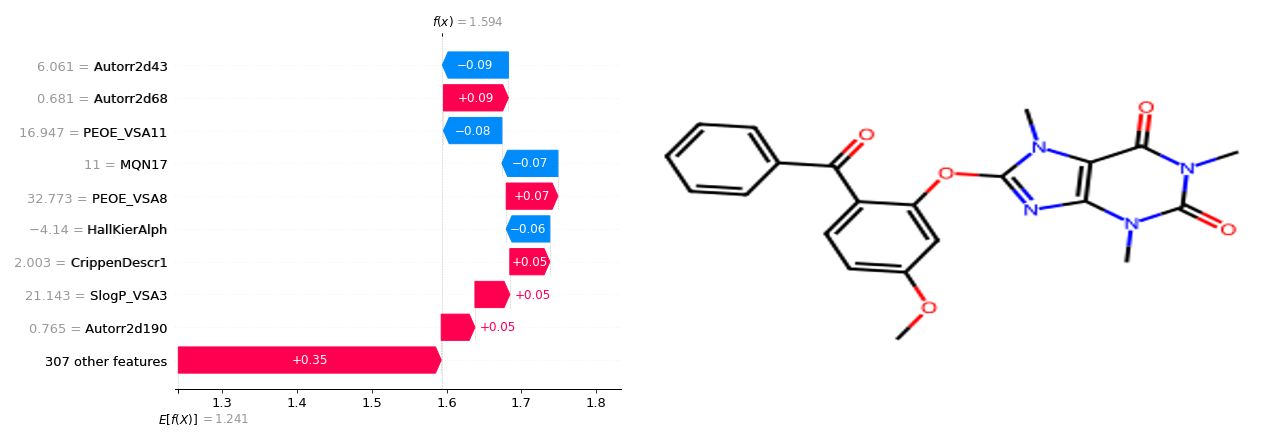 f(x) = 1.594
6.061 = Autorr2d43 −0.09
0.681 = Autorr2d68 +0.09
16.947 = PEOE_VSA11 −0.08
11 = MQN17 −0.07
32.773 = PEOE_VSA8 +0.07
−4.14 = HallKierAlph −0.06
2.003 = CrippenDescr1 +0.05
21.143 = SlogP_VSA3 +0.05
0.765 = Autorr2d190 +0.05
307 other features +0.35
1.3 1.4 1.5 1.6 1.7 1.8
E[f(X)] = 1.241
O
O
N
N
O
N
N
O
O